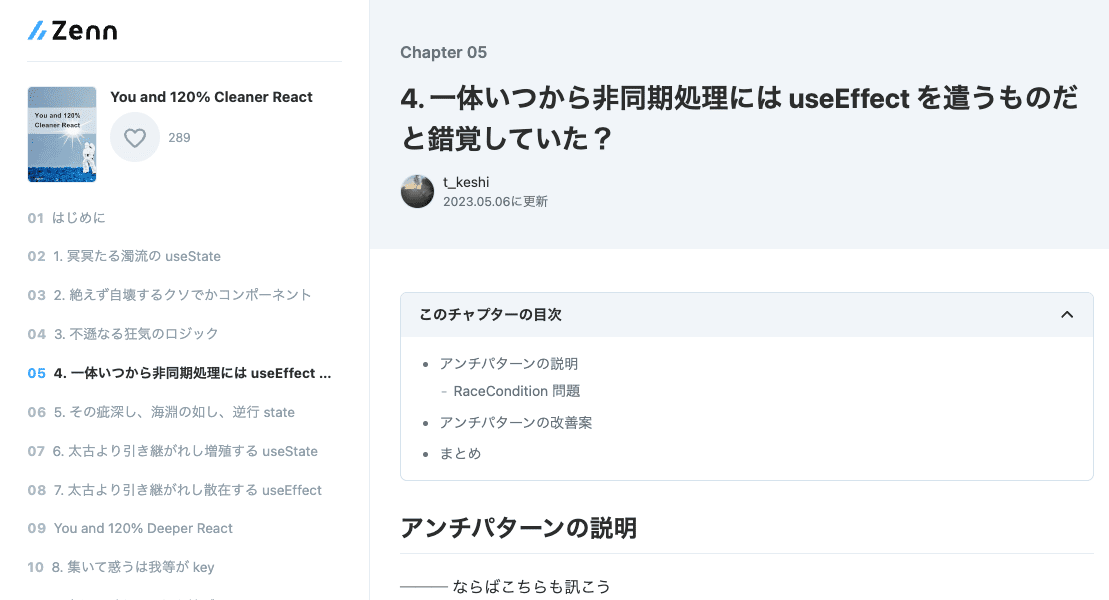 Zenn
You and 120%
Cleaner React
You and 120% Cleaner React
289
01 はじめに
02 1. 冥冥たる濁流の useState
03 2. 絶えず自壊するクソでかコンポーネント
04 3. 不遜なる狂気のロジック
05 4. 一体いつから非同期処理には useEffect ...
06 5. その疵深し、海淵の如し、逆行 state
07 6. 太古より引き継がれし増殖する useState
08 7. 太古より引き継がれし散在する useEffect
09 You and 120% Deeper React
10 8. 集いて惑うは我等が key
Chapter 05
4. 一体いつから非同期処理には useEffect を遣うものだ
と錯覚していた？
t_keshi
2023.05.06に更新
このチャプターの目次
• アンチパターンの説明
- RaceCondition 問題
• アンチパターンの改善案
• まとめ
アンチパターンの説明
――― ならばこちらも訊こう